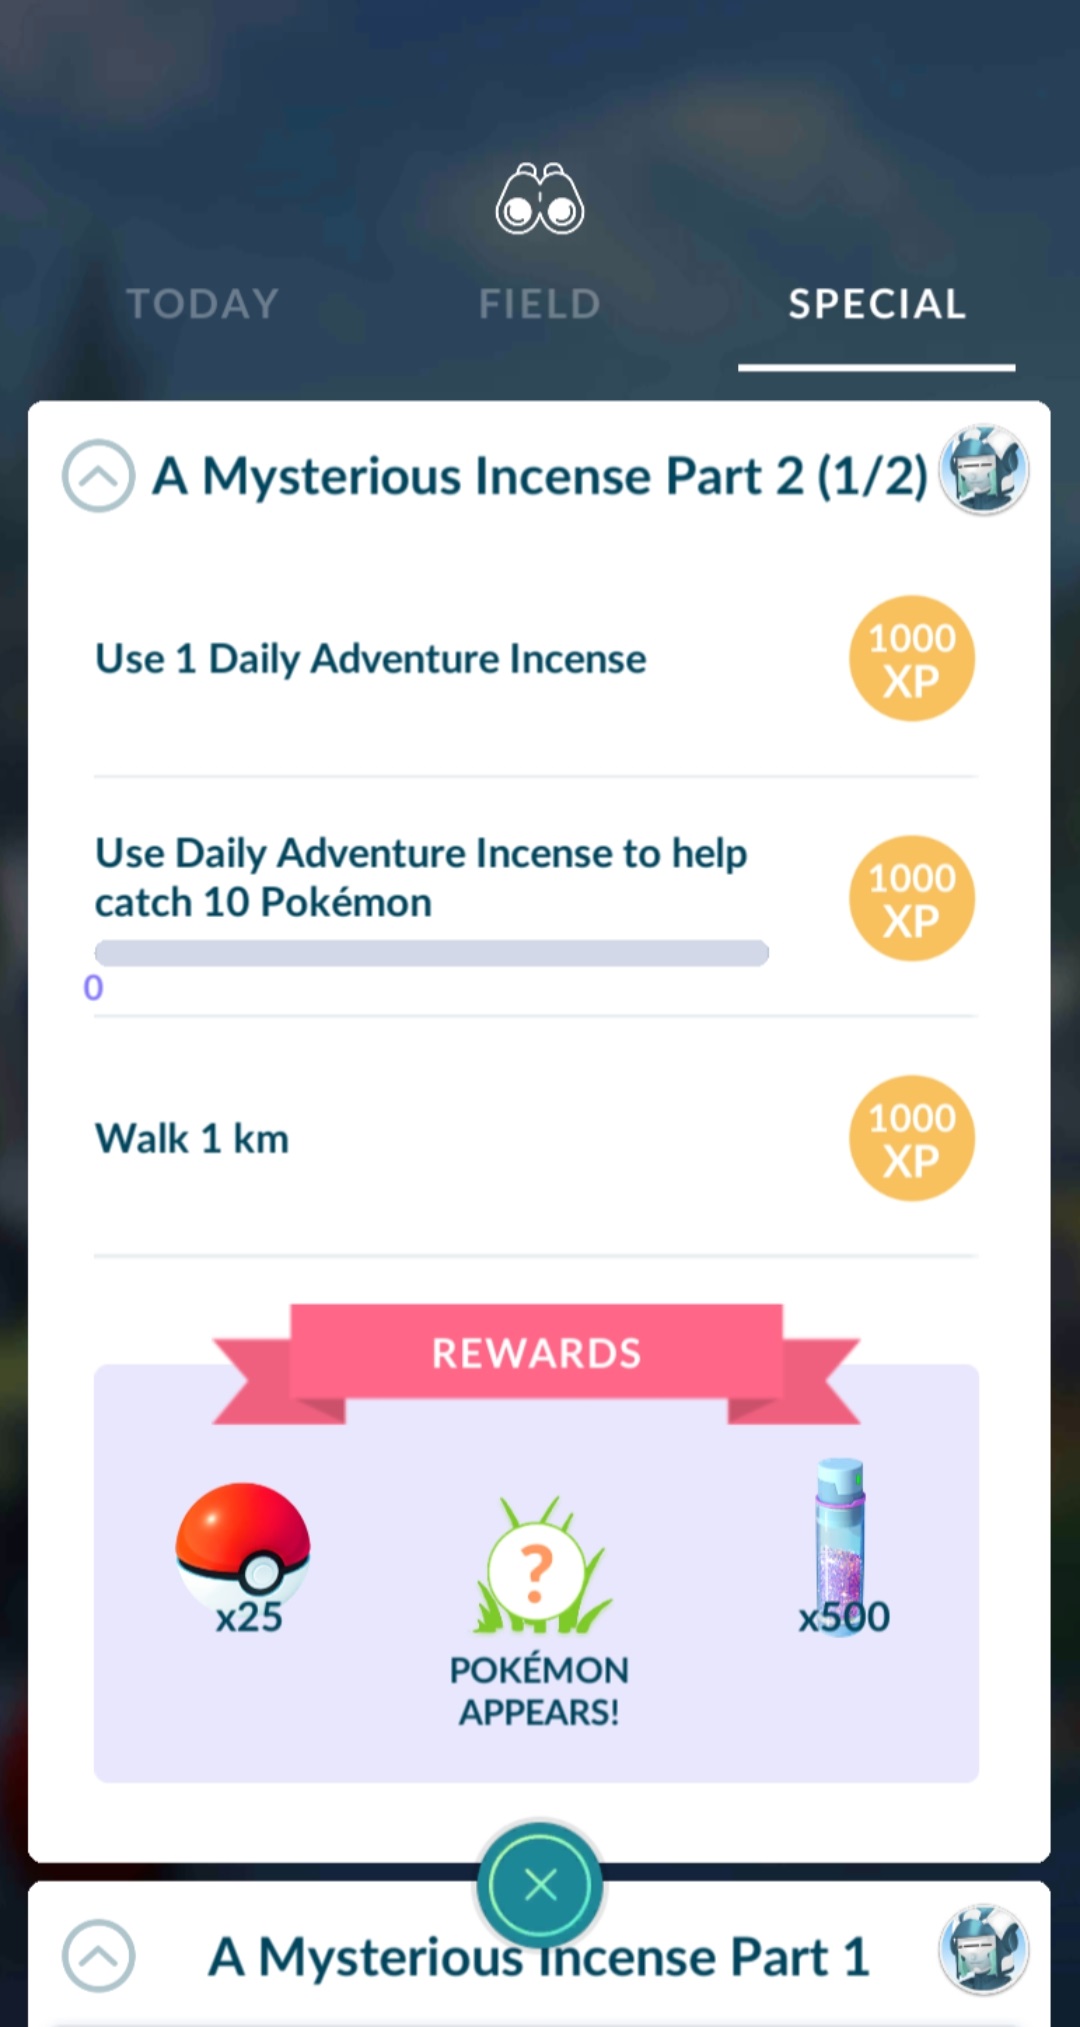 TODAY
FIELD
SPECIAL
A Mysterious Incense Part 2 (1/2)
Use 1 Daily Adventure Incense
1000
XP
Use Daily Adventure Incense to help
catch 10 Pokémon
1000
XP
0
Walk 1 km
1000
XP
REWARDS
x25
?
POKÉMON
APPEARS!
x500
A Mysterious Incense Part 1